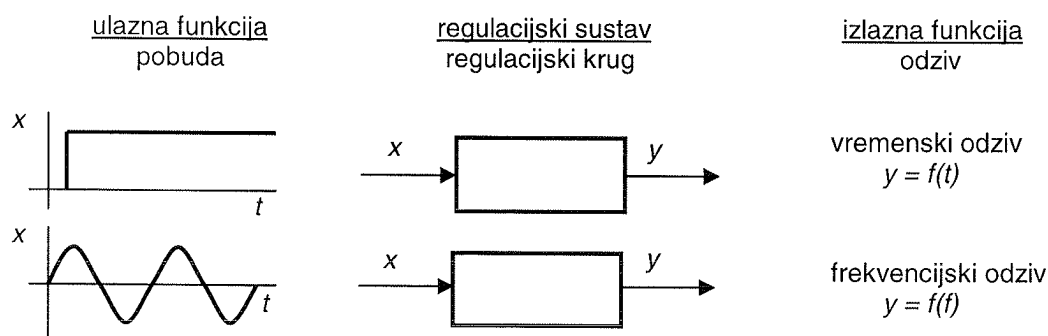 ulazna funkcija
pobuda
regulacijski sustav
regulacijski krug
izlazna funkcija
odziv
x
t
x
y
vremenski odziv
y = f(t)
x
t
x
y
frekvencijski odziv
y = f(f)